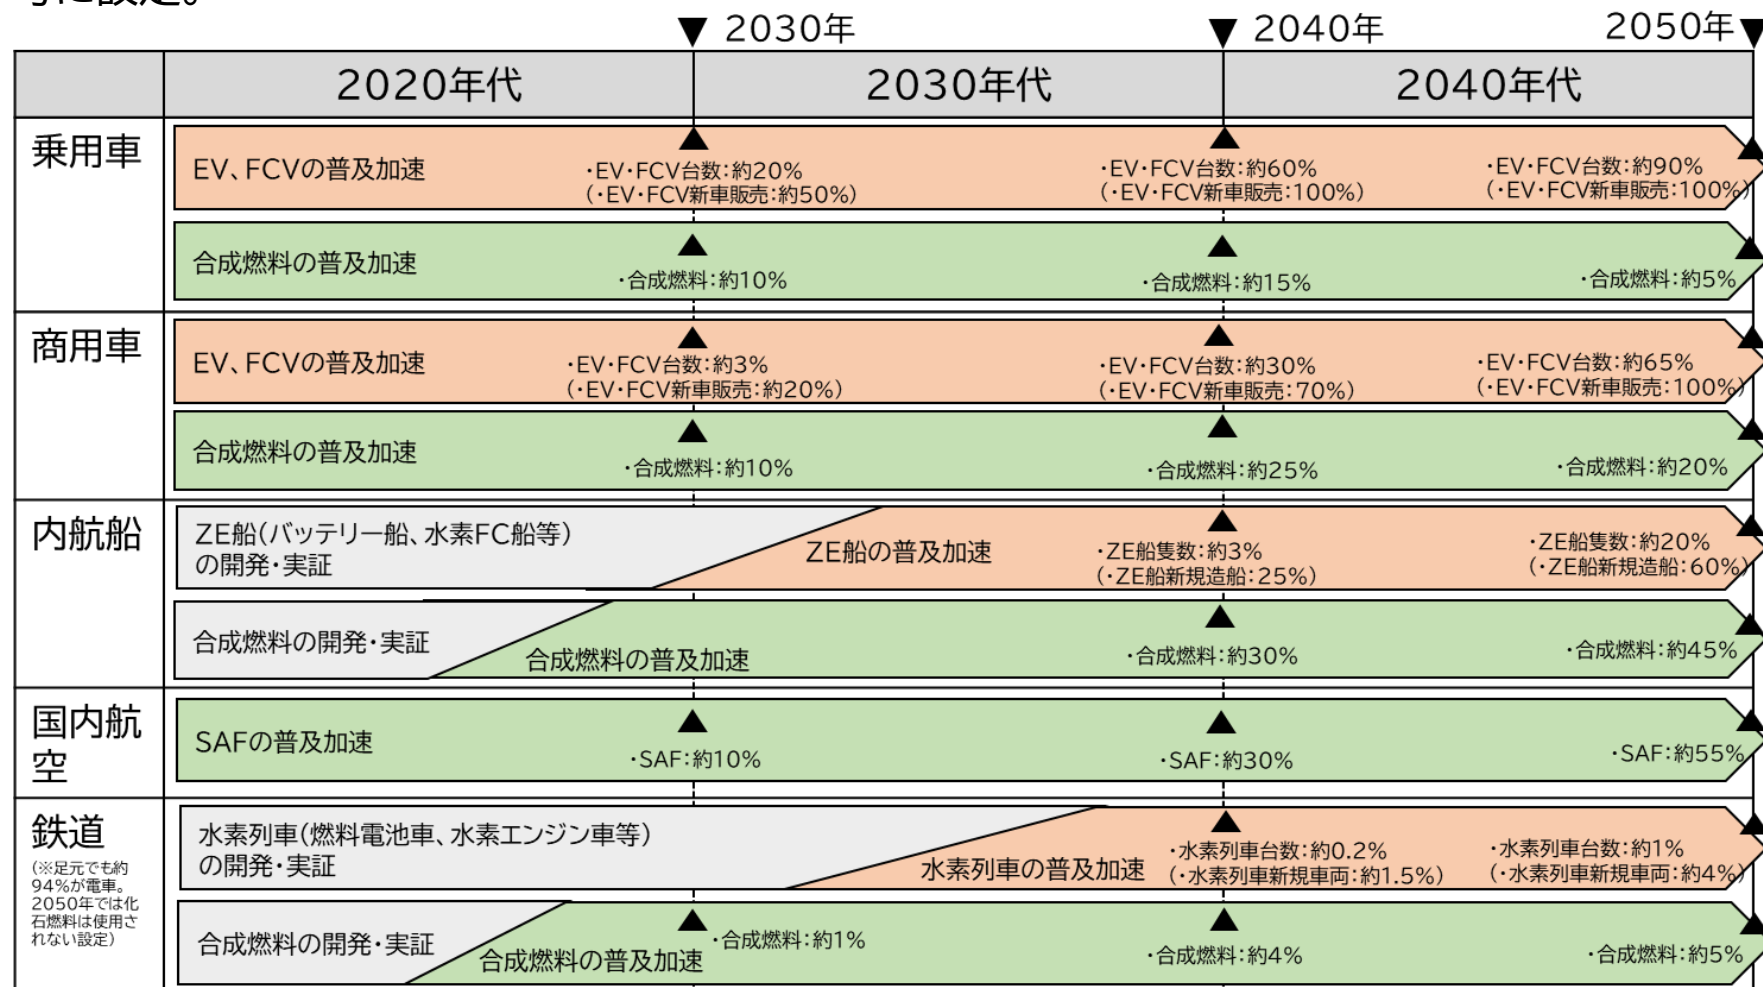 ▼ 2030年 ▼ 2040年 2050年▼
2020年代 2030年代 2040年代
乗用車
EV、FCVの普及加速
・EV・FCV台数:約20%
(・EV・FCV新車販売:約50%)
・EV・FCV台数:約60%
(・EV・FCV新車販売:100%)
・EV・FCV台数:約90%
(・EV・FCV新車販売:100%)
合成燃料の普及加速
・合成燃料:約10%
・合成燃料:約15%
・合成燃料:約5%
商用車
EV、FCVの普及加速
・EV・FCV台数:約3%
(・EV・FCV新車販売:約20%)
・EV・FCV台数:約30%
(・EV・FCV新車販売:70%)
・EV・FCV台数:約65%
(・EV・FCV新車販売:100%)
合成燃料の普及加速
・合成燃料:約10%
・合成燃料:約25%
・合成燃料:約20%
内航船
ZE船(バッテリー船、水素FC船等)
の開発・実証
ZE船の普及加速
・ZE船隻数:約3%
(・ZE船新規造船:25%)
・ZE船隻数:約20%
(・ZE船新規造船:60%)
合成燃料の開発・実証
合成燃料の普及加速
・合成燃料:約30%
・合成燃料:約45%
国内航
空
SAFの普及加速
・SAF:約10%
・SAF:約30%
・SAF:約55%
鉄道
(※足元でも約
94%が電車。
2050年では化
石燃料は使用さ
れない設定)
水素列車(燃料電池車、水素エンジン車等)
の開発・実証
水素列車の普及加速
・水素列車台数:約0.2%
(・水素列車新規車両:約1.5%)
・水素列車台数:約1%
(・水素列車新規車両:約4%)
合成燃料の開発・実証
合成燃料の普及加速
・合成燃料:約1%
・合成燃料:約4%
・合成燃料:約5%